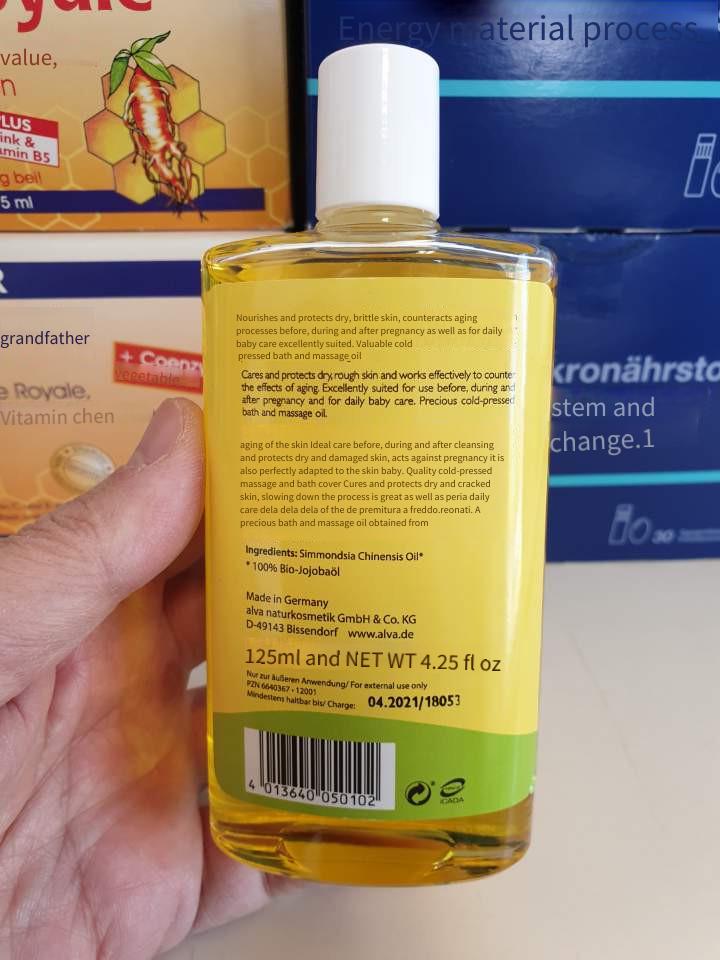 Energy material process
value,
n
PLUS
ink &
amin B5
g bei!
5 ml
R
grandfather
+ Coenz
vegetable
e Royale,
Vitamin chen
kronährsto
stem and
change.1
30
Nourishes and protects dry, brittle skin, counteracts aging
processes before, during and after pregnancy as well as for daily
baby care excellently suited. Valuable cold
pressed bath and massage oil
Cares and protects dry, rough skin and works effectively to counter
the effects of aging. Excellently suited for use before, during and
after pregnancy and for daily baby care. Precious cold-pressed
bath and massage oil.
aging of the skin Ideal care before, during and after cleansing
and protects dry and damaged skin, acts against pregnancy it is
also perfectly adapted to the skin baby. Quality cold-pressed
massage and bath cover Cures and protects dry and cracked
skin, slowing down the process is great as well as peria daily
care dela dela dela of the de premitura a freddo.reonati. A
precious bath and massage oil obtained from
Ingredients: Simmondsia Chinensis Oil*
* 100% Bio-Jojobaöl
Made in Germany
alva naturkosmetik GmbH & Co. KG
D-49143 Bissendorf www.alva.de
125ml and NET WT 4.25 fl oz
Nur zur äußeren Anwendung/ For external use only
PZN 6640367 • 12001
Mindestens haltbar bis/ Charge: 04.2021/18053
4 013640 050102
ICADA